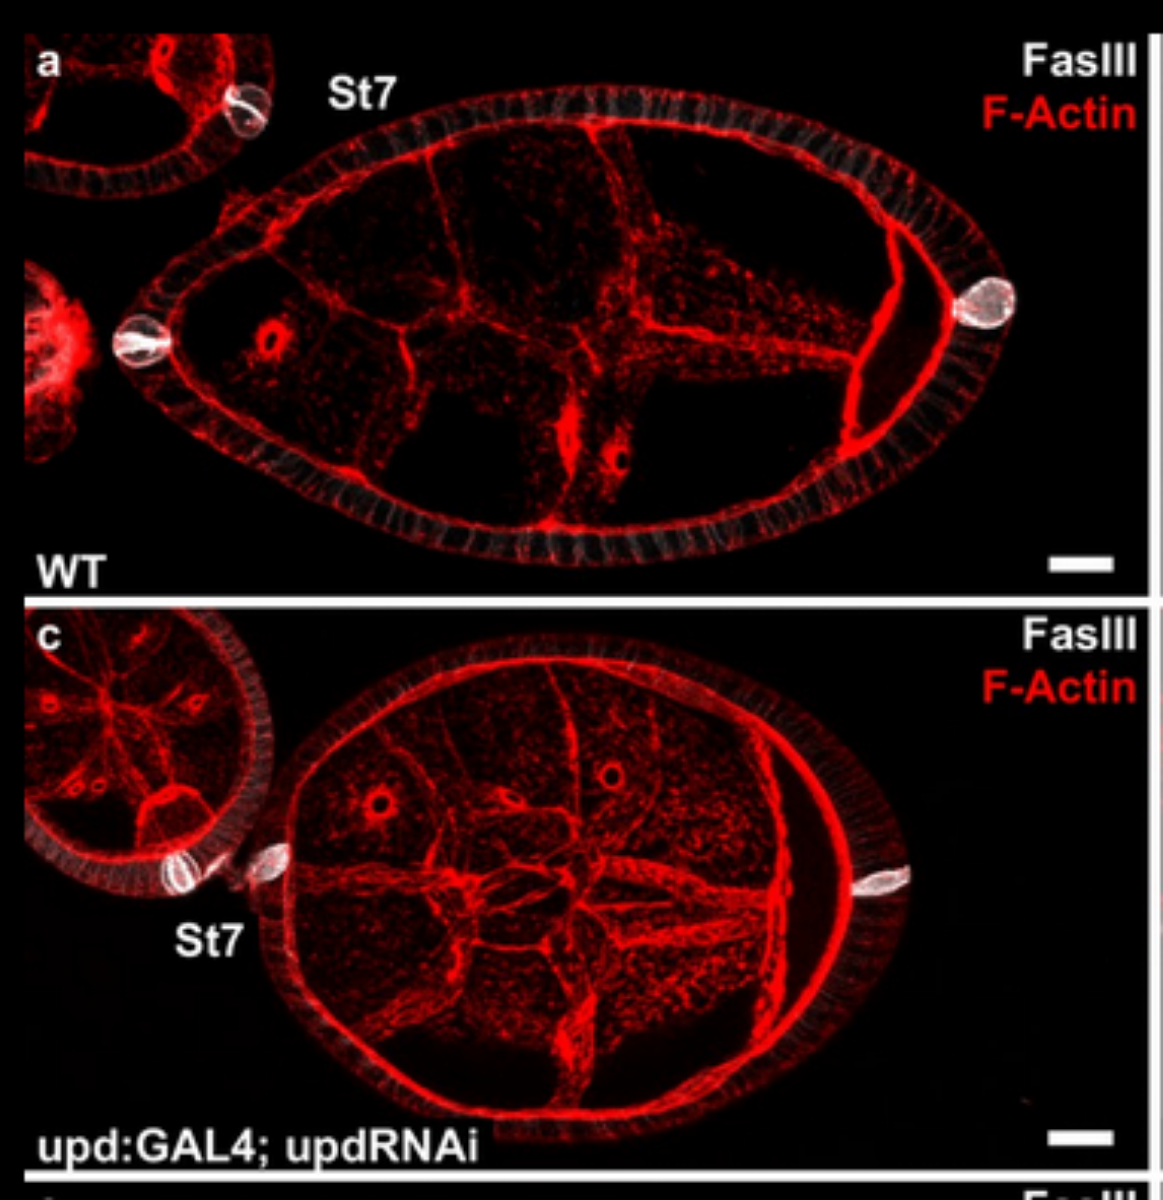 a
St7
FasIII
F-Actin
WT
c
FasIII
F-Actin
St7
upd:GAL4; updRNAi